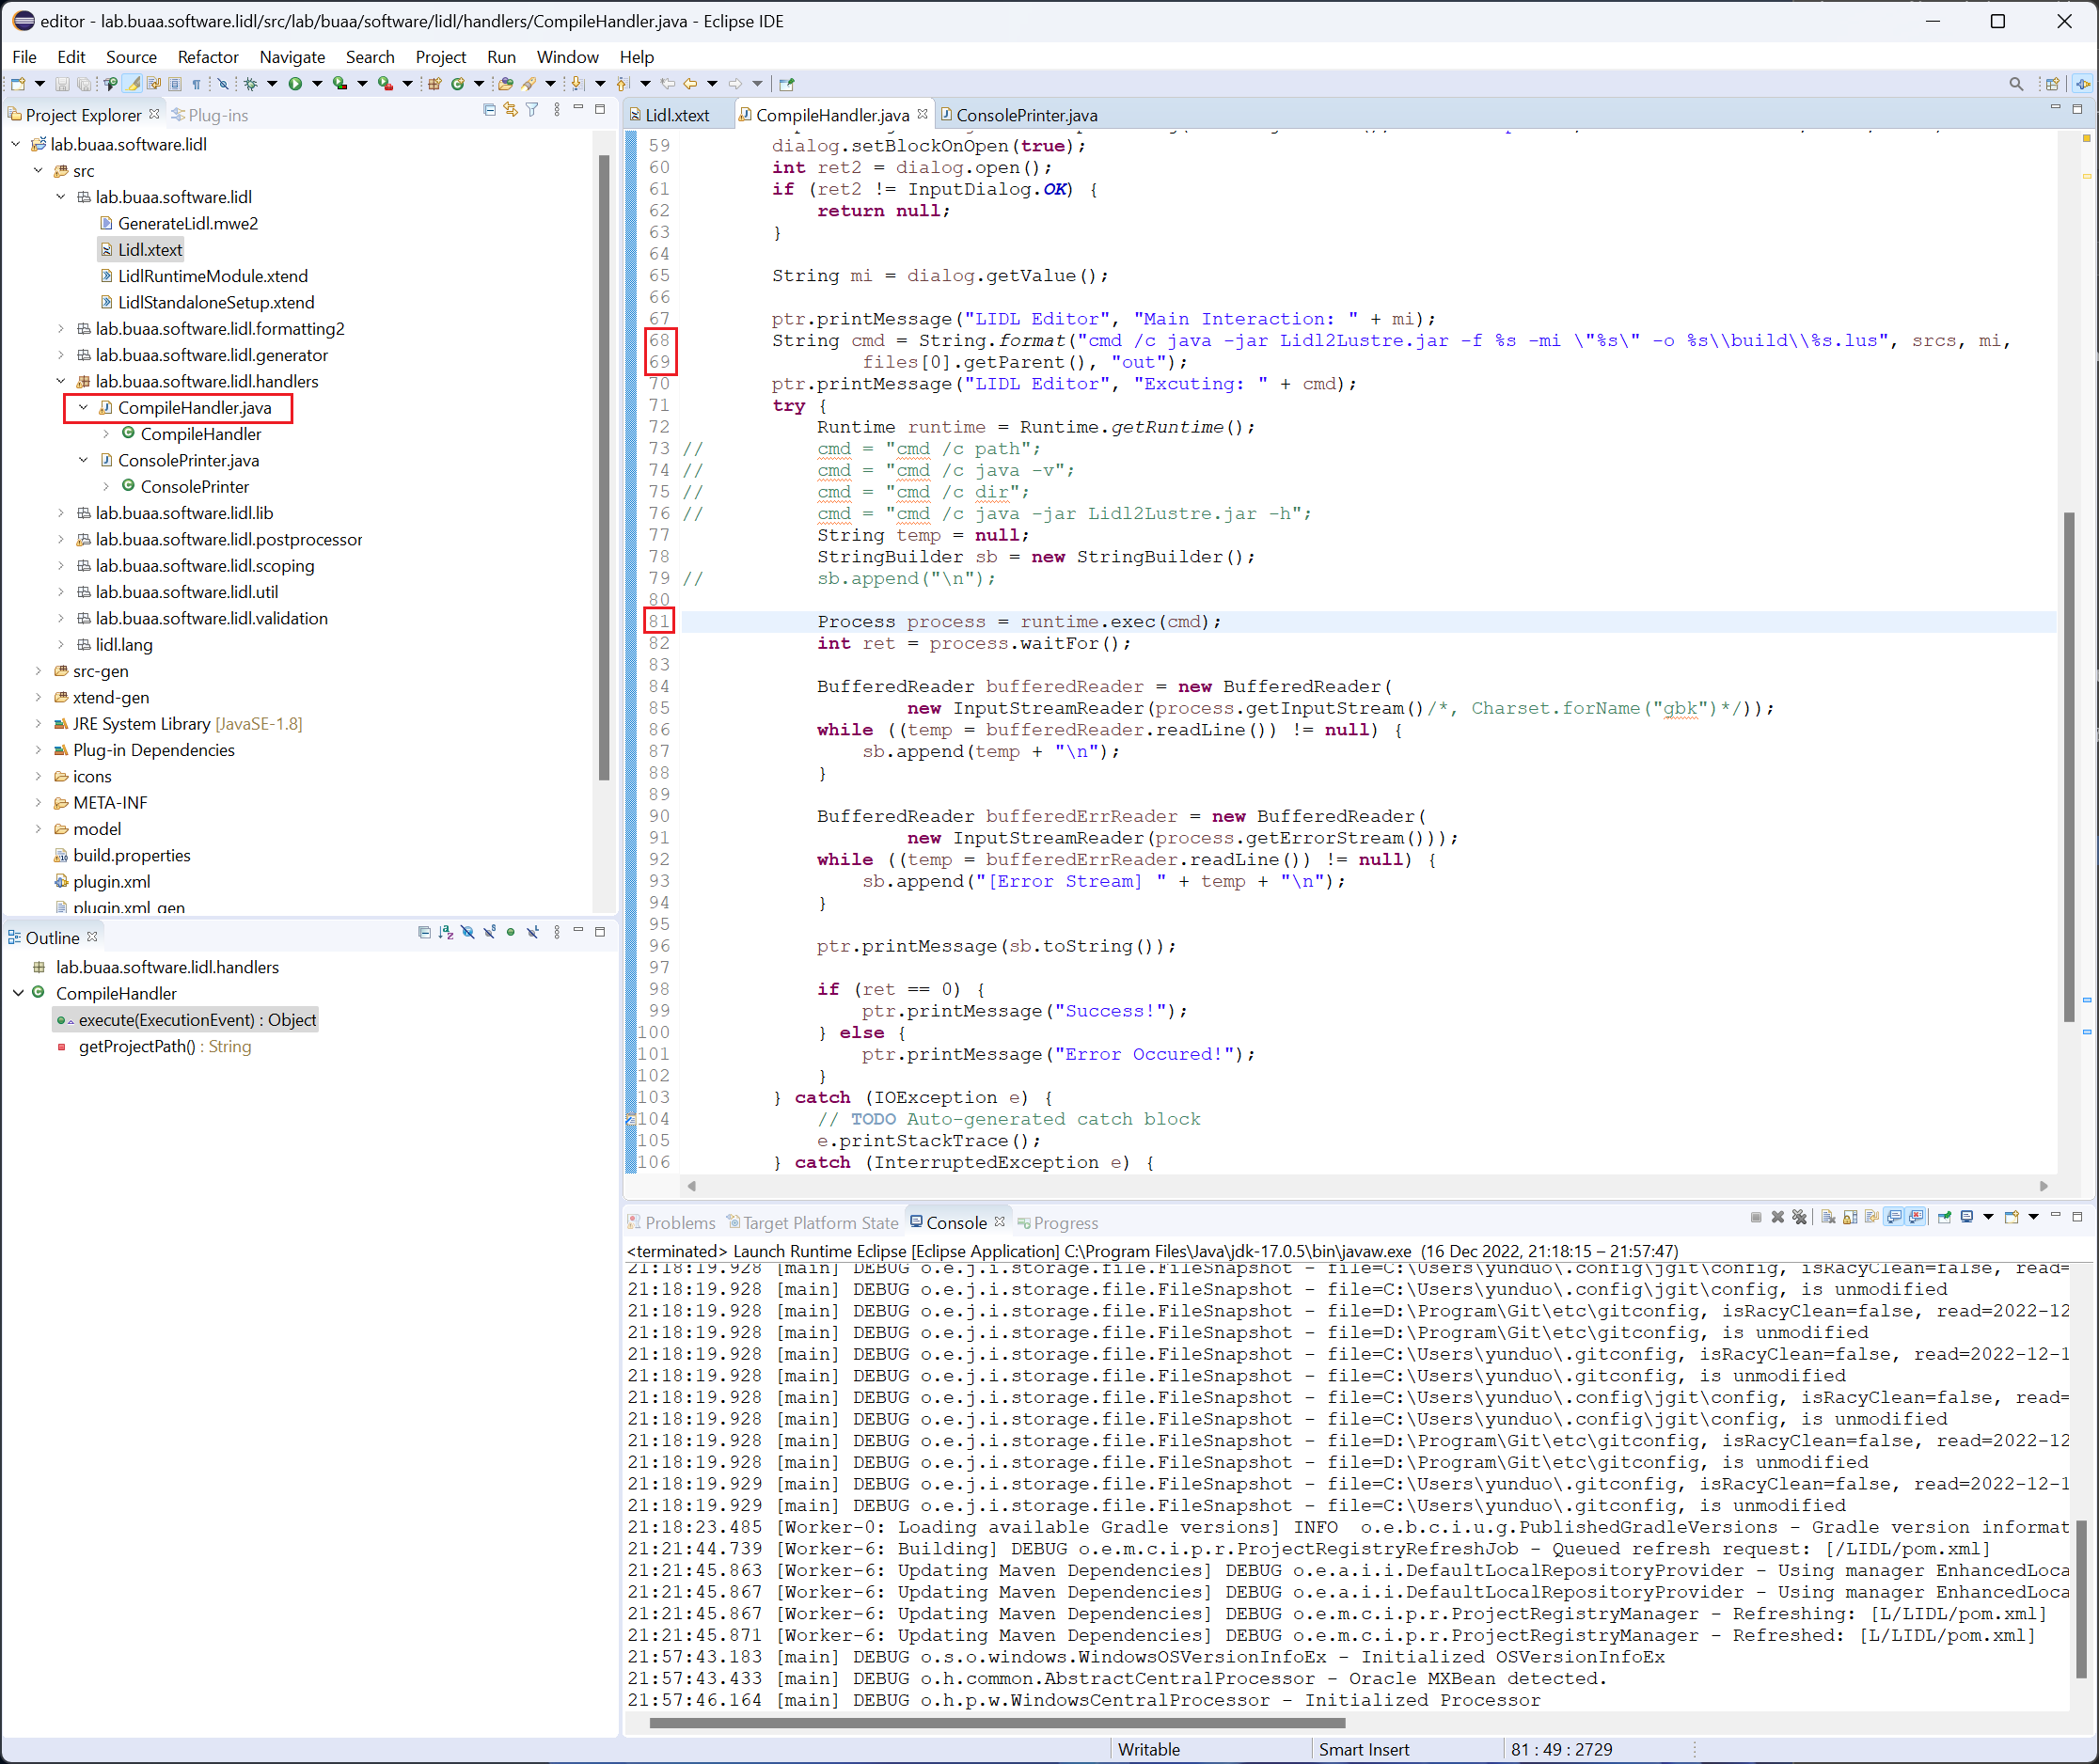 editor - lab.buaa.software.lidl/src/lab/buaa/software/lidl/handlers/CompileHandler.java - Eclipse IDE
File Edit Source Refactor Navigate Search Project Run Window Help
Project Explorer Plug-ins
lab.buaa.software.lidl
src
lab.buaa.software.lidl
GenerateLidl.mwe2
Lidl.xtext
LidlRuntimeModule.xtend
LidlStandaloneSetup.xtend
lab.buaa.software.lidl.formatting2
lab.buaa.software.lidl.generator
lab.buaa.software.lidl.handlers
CompileHandler.java
CompileHandler
ConsolePrinter.java
ConsolePrinter
lab.buaa.software.lidl.lib
lab.buaa.software.lidl.postprocessor
lab.buaa.software.lidl.scoping
lab.buaa.software.lidl.util
lab.buaa.software.lidl.validation
lidl.lang
src-gen
xtend-gen
JRE System Library [JavaSE-1.8]
Plug-in Dependencies
icons
META-INF
model
build.properties
plugin.xml
plugin.xml_gen
Outline
lab.buaa.software.lidl.handlers
CompileHandler
execute(ExecutionEvent) : Object
getProjectPath() : String
Lidl.xtext CompileHandler.java ConsolePrinter.java
59 dialog.setBlockOnOpen(true);
60 int ret2 = dialog.open();
61 if (ret2 != InputDialog.OK) {
62 return null;
63 }
64
65 String mi = dialog.getValue();
66
67 ptr.printMessage("LIDL Editor", "Main Interaction: " + mi);
68 String cmd = String.format("cmd /c java -jar Lidl2Lustre.jar -f %s -mi \"%s\" -o %s\\build\\%s.lus", srcs, mi,
69 files[0].getParent(), "out");
70 ptr.printMessage("LIDL Editor", "Excuting: " + cmd);
71 try {
72 Runtime runtime = Runtime.getRuntime();
73 // cmd = "cmd /c path";
74 // cmd = "cmd /c java -v";
75 // cmd = "cmd /c dir";
76 // cmd = "cmd /c java -jar Lidl2Lustre.jar -h";
77 String temp = null;
78 StringBuilder sb = new StringBuilder();
79 // sb.append("\n");
80
81 Process process = runtime.exec(cmd);
82 int ret = process.waitFor();
83
84 BufferedReader bufferedReader = new BufferedReader(
85 new InputStreamReader(process.getInputStream()/*, Charset.forName("gbk")*/));
86 while ((temp = bufferedReader.readLine()) != null) {
87 sb.append(temp + "\n");
88 }
89
90 BufferedReader bufferedErrReader = new BufferedReader(
91 new InputStreamReader(process.getErrorStream()));
92 while ((temp = bufferedErrReader.readLine()) != null) {
93 sb.append("[Error Stream] " + temp + "\n");
94 }
95
96 ptr.printMessage(sb.toString());
97
98 if (ret == 0) {
99 ptr.printMessage("Success!");
100 } else {
101 ptr.printMessage("Error Occured!");
102 }
103 } catch (IOException e) {
104 // TODO Auto-generated catch block
105 e.printStackTrace();
106 } catch (InterruptedException e) {
Problems Target Platform State Console Progress
<terminated> Launch Runtime Eclipse [Eclipse Application] C:\Program Files\Java\jdk-17.0.5\bin\javaw.exe (16 Dec 2022, 21:18:15 – 21:57:47)
21:18:19.928 [main] DEBUG o.e.j.i.storage.file.FileSnapshot - file=C:\Users\yunduo\.config\jgit\config, isRacyClean=false, read=
21:18:19.928 [main] DEBUG o.e.j.i.storage.file.FileSnapshot - file=C:\Users\yunduo\.config\jgit\config, is unmodified
21:18:19.928 [main] DEBUG o.e.j.i.storage.file.FileSnapshot - file=D:\Program\Git\etc\gitconfig, isRacyClean=false, read=2022-12
21:18:19.928 [main] DEBUG o.e.j.i.storage.file.FileSnapshot - file=D:\Program\Git\etc\gitconfig, is unmodified
21:18:19.928 [main] DEBUG o.e.j.i.storage.file.FileSnapshot - file=C:\Users\yunduo\.gitconfig, isRacyClean=false, read=2022-12-1
21:18:19.928 [main] DEBUG o.e.j.i.storage.file.FileSnapshot - file=C:\Users\yunduo\.gitconfig, is unmodified
21:18:19.928 [main] DEBUG o.e.j.i.storage.file.FileSnapshot - file=C:\Users\yunduo\.config\jgit\config, isRacyClean=false, read=
21:18:19.928 [main] DEBUG o.e.j.i.storage.file.FileSnapshot - file=C:\Users\yunduo\.config\jgit\config, is unmodified
21:18:19.928 [main] DEBUG o.e.j.i.storage.file.FileSnapshot - file=D:\Program\Git\etc\gitconfig, isRacyClean=false, read=2022-12
21:18:19.928 [main] DEBUG o.e.j.i.storage.file.FileSnapshot - file=D:\Program\Git\etc\gitconfig, is unmodified
21:18:19.929 [main] DEBUG o.e.j.i.storage.file.FileSnapshot - file=C:\Users\yunduo\.gitconfig, isRacyClean=false, read=2022-12-1
21:18:19.929 [main] DEBUG o.e.j.i.storage.file.FileSnapshot - file=C:\Users\yunduo\.gitconfig, is unmodified
21:18:23.485 [Worker-0: Loading available Gradle versions] INFO o.e.b.c.i.u.g.PublishedGradleVersions - Gradle version informat
21:21:44.739 [Worker-6: Building] DEBUG o.e.m.c.i.p.r.ProjectRegistryRefreshJob - Queued refresh request: [/LIDL/pom.xml]
21:21:45.863 [Worker-6: Updating Maven Dependencies] DEBUG o.e.a.i.i.DefaultLocalRepositoryProvider - Using manager EnhancedLoca
21:21:45.867 [Worker-6: Updating Maven Dependencies] DEBUG o.e.a.i.i.DefaultLocalRepositoryProvider - Using manager EnhancedLoca
21:21:45.867 [Worker-6: Updating Maven Dependencies] DEBUG o.e.m.c.i.p.r.ProjectRegistryManager - Refreshing: [L/LIDL/pom.xml]
21:21:45.871 [Worker-6: Updating Maven Dependencies] DEBUG o.e.m.c.i.p.r.ProjectRegistryManager - Refreshed: [L/LIDL/pom.xml]
21:57:43.183 [main] DEBUG o.s.o.windows.WindowsOSVersionInfoEx - Initialized OSVersionInfoEx
21:57:43.433 [main] DEBUG o.h.common.AbstractCentralProcessor - Oracle MXBean detected.
21:57:46.164 [main] DEBUG o.h.p.w.WindowsCentralProcessor - Initialized Processor
Writable Smart Insert 81 : 49 : 2729